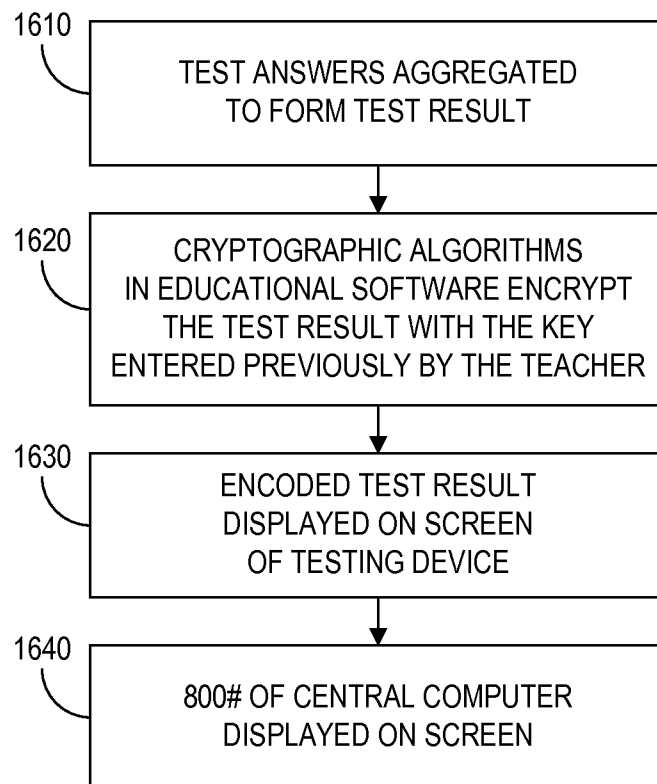 1610
TEST ANSWERS AGGREGATED
TO FORM TEST RESULT
1620
CRYPTOGRAPHIC ALGORITHMS
IN EDUCATIONAL SOFTWARE ENCRYPT
THE TEST RESULT WITH THE KEY
ENTERED PREVIOUSLY BY THE TEACHER
1630
ENCODED TEST RESULT
DISPLAYED ON SCREEN
OF TESTING DEVICE
1640
800# OF CENTRAL COMPUTER
DISPLAYED ON SCREEN